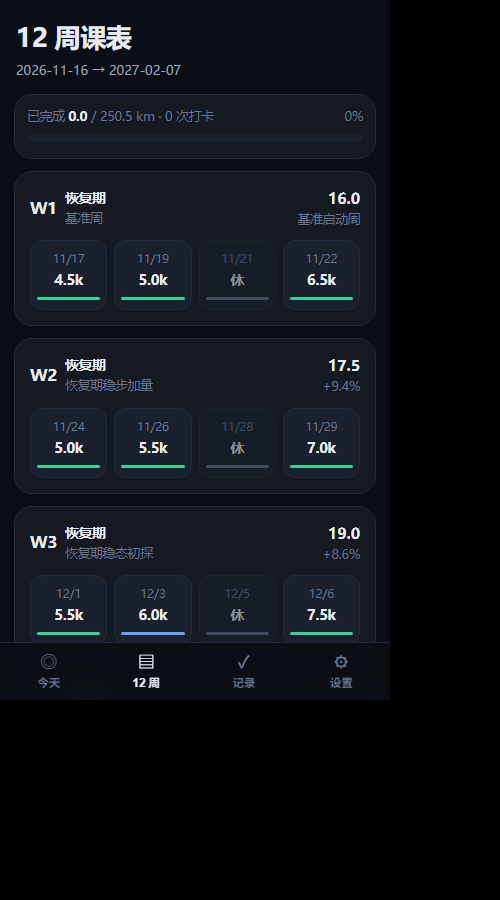 12 周课表
2026-11-16 → 2027-02-07
已完成 0.0 / 250.5 km · 0 次打卡 0%
W1 恢复期 16.0
基准周 基准启动周
11/17 11/19 11/21 11/22
4.5k 5.0k 休 6.5k
W2 恢复期 17.5
恢复期稳步加量 +9.4%
11/24 11/26 11/28 11/29
5.0k 5.5k 休 7.0k
W3 恢复期 19.0
恢复期稳态初探 +8.6%
12/1 12/3 12/5 12/6
5.5k 6.0k 休 7.5k
今天 12 周 记录 设置